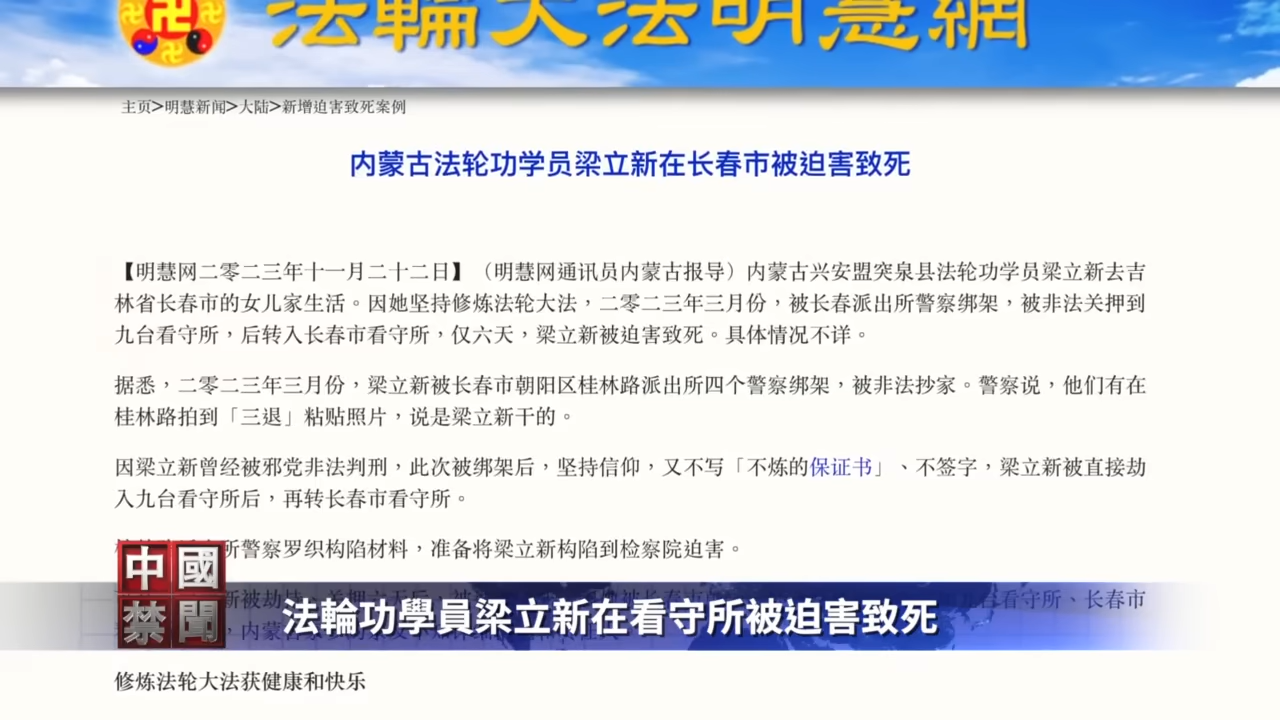 法輪大法明慧網
主页>明慧新闻>大陆>新增迫害致死案例
内蒙古法轮功学员梁立新在长春市被迫害致死
【明慧网二零二三年十一月二十二日】（明慧网通讯员内蒙古报导）内蒙古兴安盟突泉县法轮功学员梁立新去吉
林省长春市的女儿家生活。因她坚持修炼法轮大法，二零二三年三月份，被长春派出所警察绑架，被非法关押到
九台看守所，后转入长春市看守所，仅六天，梁立新被迫害致死。具体情况不详。
据悉，二零二三年三月份，梁立新被长春市朝阳区桂林路派出所四个警察绑架，被非法抄家。警察说，他们有在
桂林路拍到「三退」粘贴照片，说是梁立新干的。
因梁立新曾经被邪党非法判刑，此次被绑架后，坚持信仰，又不写「不炼的保证书」、不签字，梁立新被直接劫
入九台看守所后，再转长春市看守所。
所警察罗织构陷材料，准备将梁立新构陷到检察院迫害。
看守所、长春市
中國禁聞
法輪功學員梁立新在看守所被迫害致死
修炼法轮大法获健康和快乐